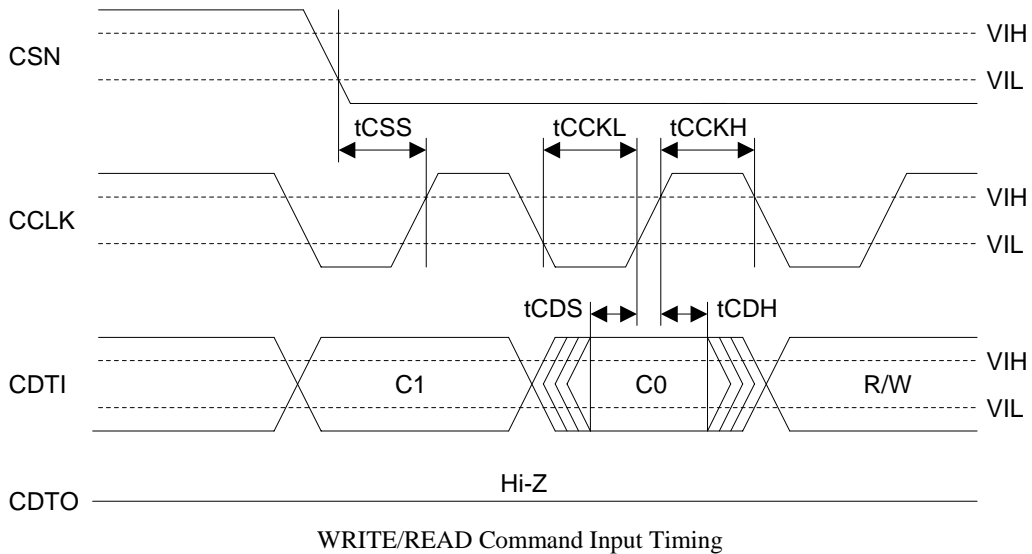 CSN
VIH
VIL
tCSS
tCCKL
tCCKH
CCLK
VIH
VIL
tCDS
tCDH
CDTI
C1
C0
R/W
VIH
VIL
CDTO
Hi-Z
WRITE/READ Command Input Timing